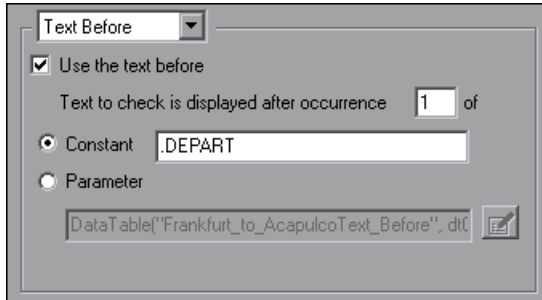 Text Before
Use the text before
Text to check is displayed after occurrence 1 of
Constant .DEPART
Parameter
DataTable("Frankfurt_to_AcapulcoText_Before", dt(